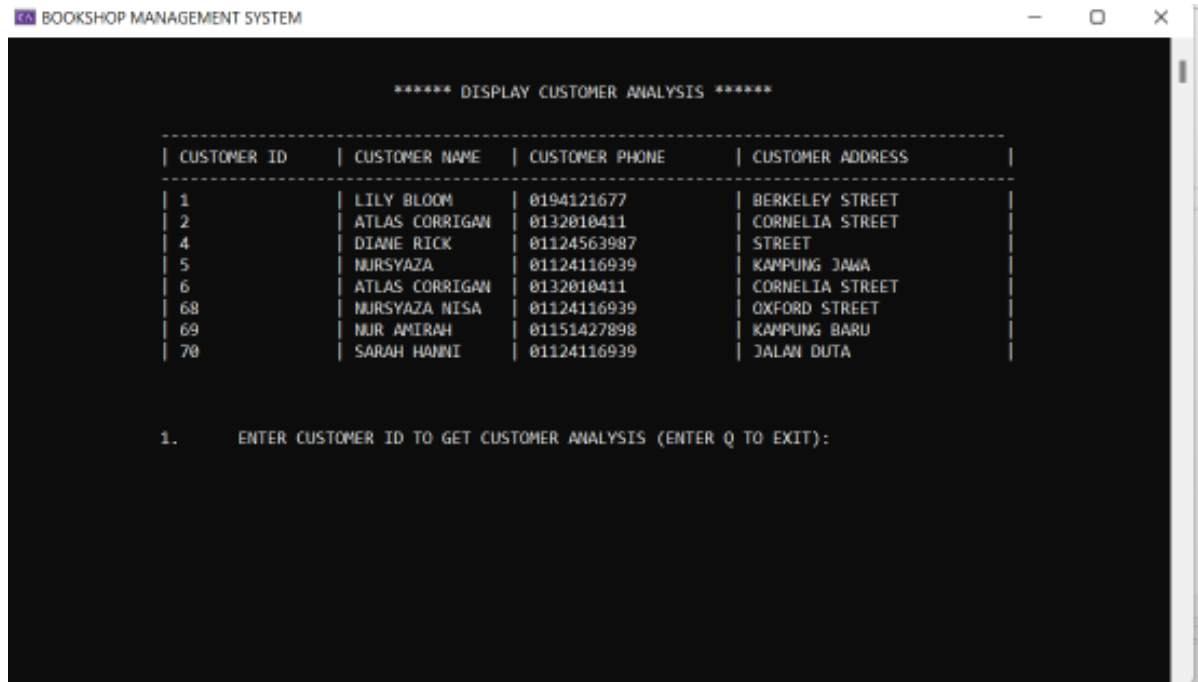 BOOKSHOP MANAGEMENT SYSTEM
****** DISPLAY CUSTOMER ANALYSIS ******
| CUSTOMER ID | CUSTOMER NAME | CUSTOMER PHONE | CUSTOMER ADDRESS |
| 1 | LILY BLOOM | 0194121677 | BERKELEY STREET |
| 2 | ATLAS CORRIGAN | 0132010411 | CORNELIA STREET |
| 4 | DIANE RICK | 01124563987 | STREET |
| 5 | NURSYAZA | 01124116939 | KAMPUNG JAWA |
| 6 | ATLAS CORRIGAN | 0132010411 | CORNELIA STREET |
| 68 | NURSYAZA NISA | 01124116939 | OXFORD STREET |
| 69 | NUR AMIRAH | 01151427898 | KAMPUNG BARU |
| 70 | SARAH HANNI | 01124116939 | JALAN DUTA |
1. ENTER CUSTOMER ID TO GET CUSTOMER ANALYSIS (ENTER Q TO EXIT):